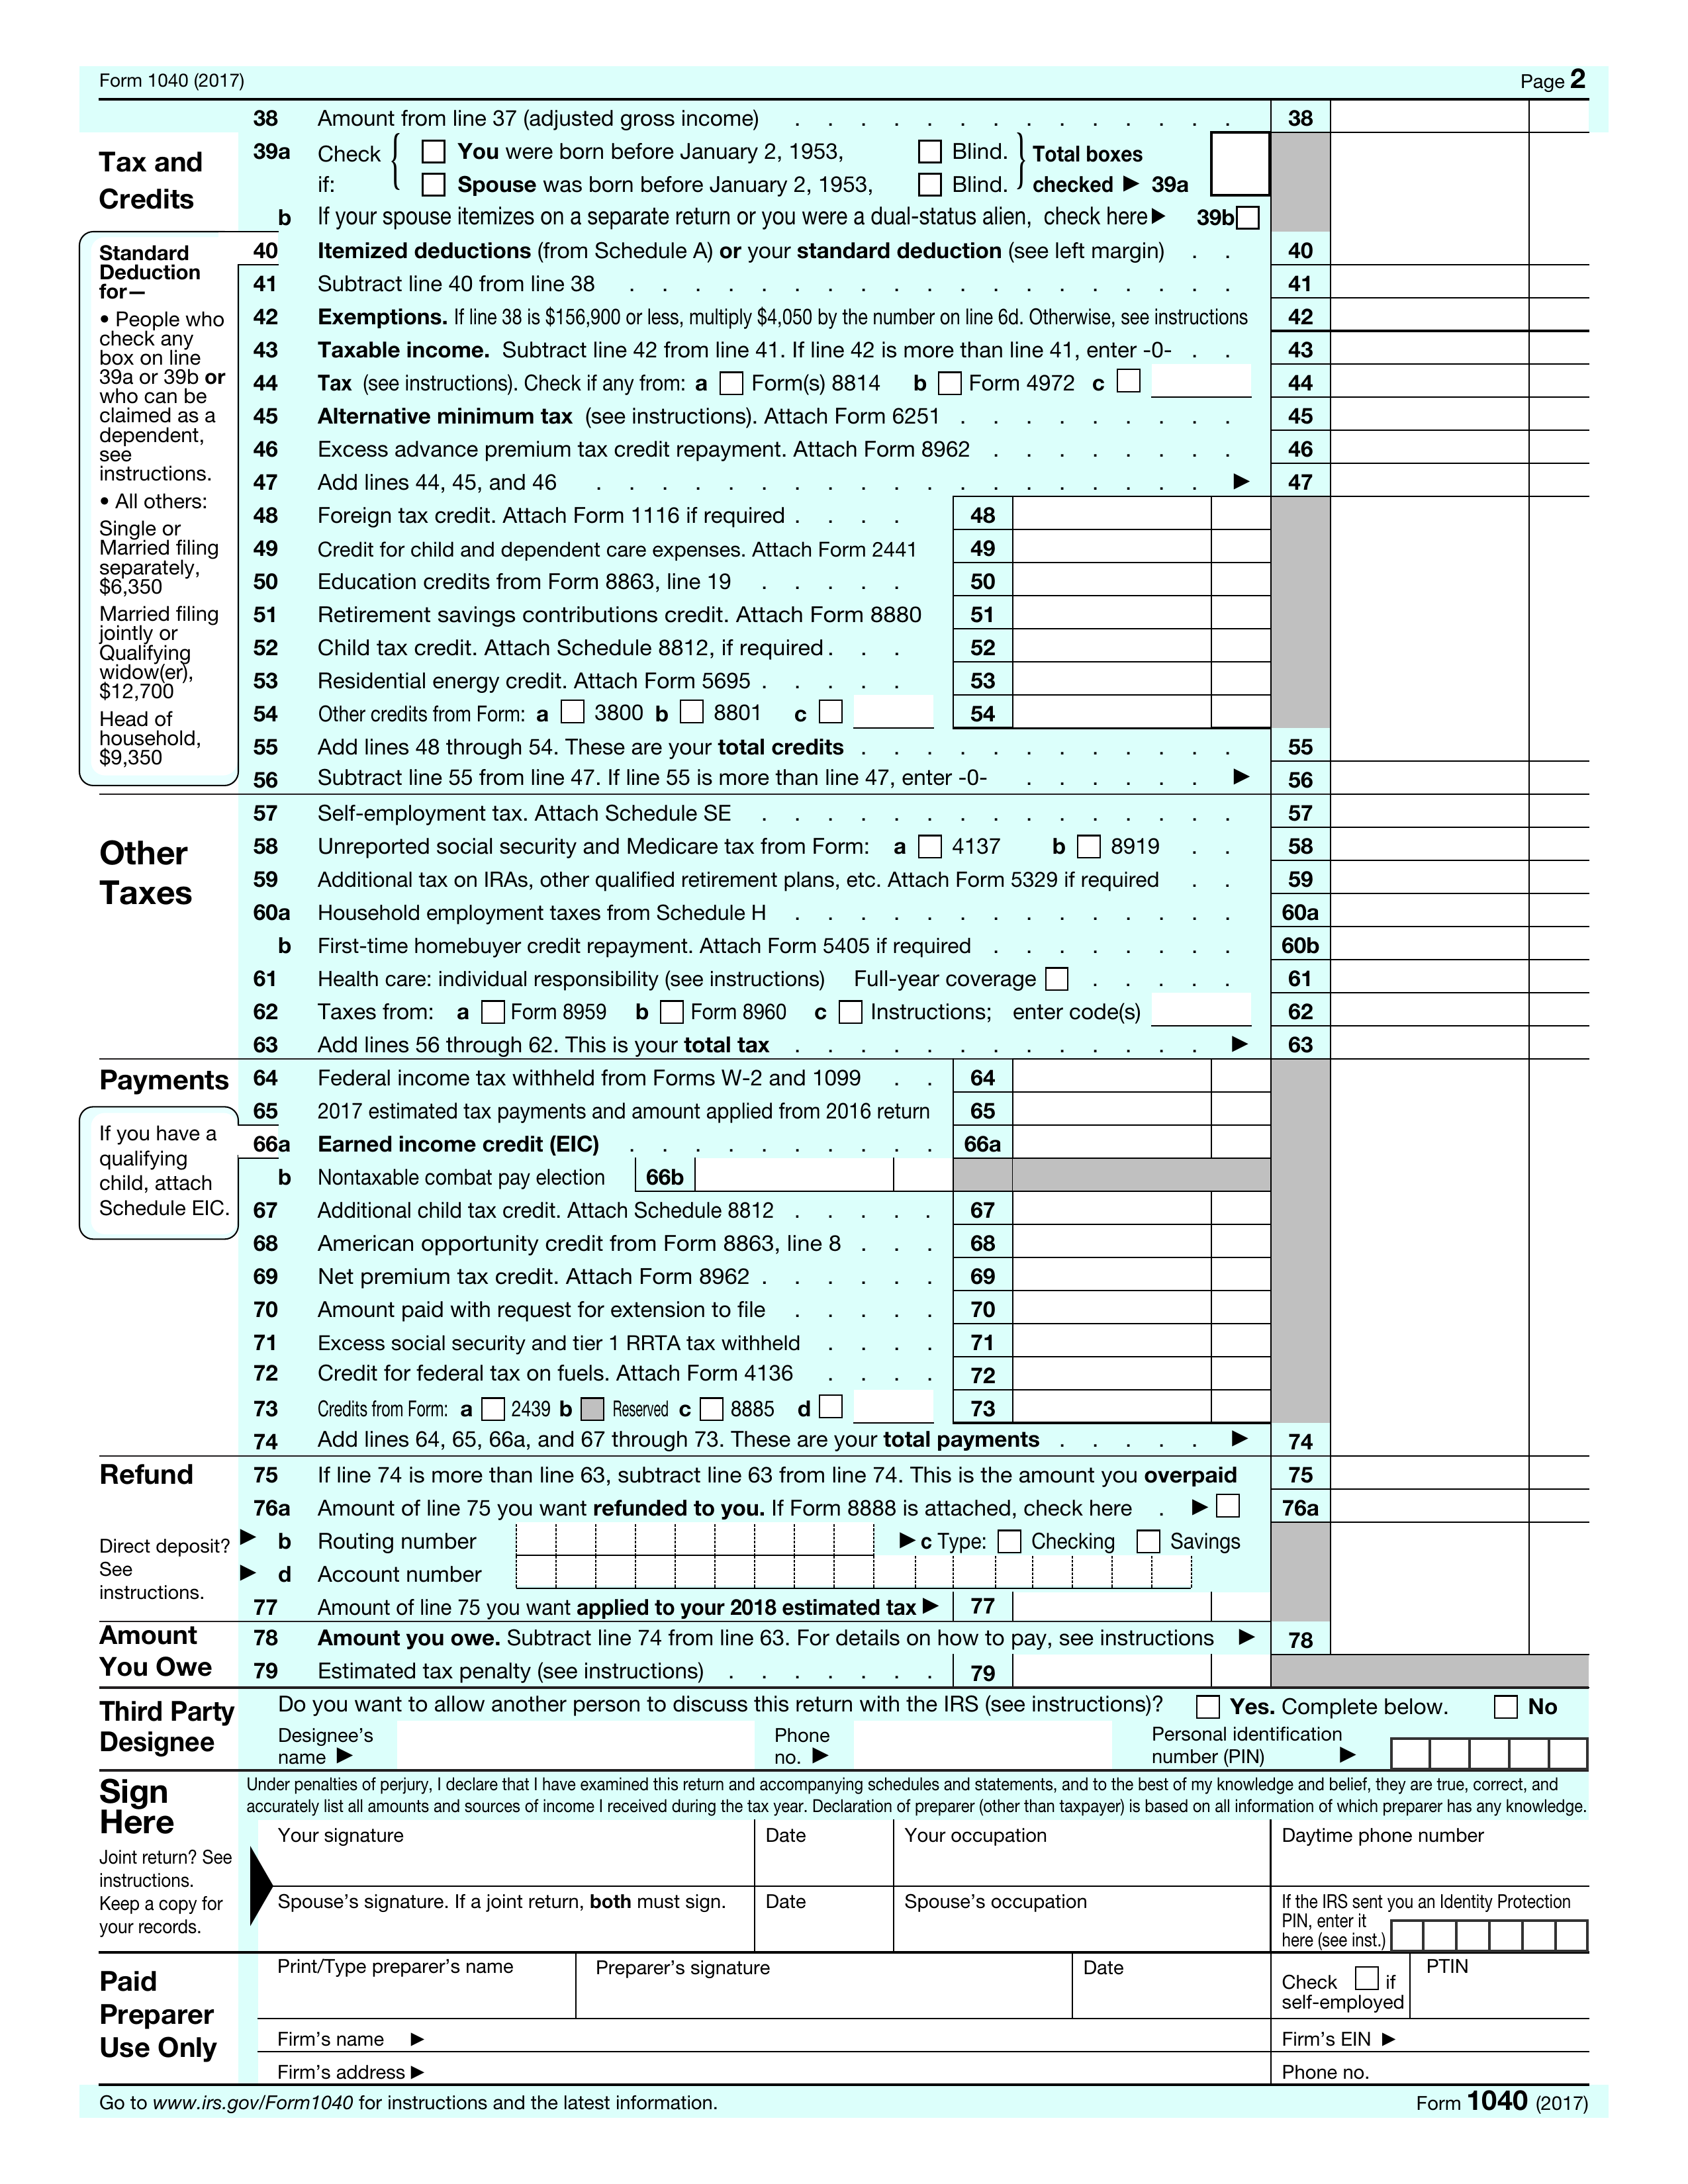 Form 1040 (2017) Page 2
38 Amount from line 37 (adjusted gross income) . . . . . . . . . . . . . . 38
Tax and
Credits
39a Check
if:
You were born before January 2, 1953, Blind.
Spouse was born before January 2, 1953, Blind.
Total boxes
checked ▶ 39a
b If your spouse itemizes on a separate return or you were a dual-status alien, check here ▶ 39b
Standard
Deduction
for—
• People who
check any
box on line
39a or 39b or
who can be
claimed as a
dependent,
see
instructions.
• All others:
Single or
Married filing
separately,
$6,350
Married filing
jointly or
Qualifying
widow(er),
$12,700
Head of
household,
$9,350
40 Itemized deductions (from Schedule A) or your standard deduction (see left margin) . . 40
41 Subtract line 40 from line 38 . . . . . . . . . . . . . . . . . . . 41
42 Exemptions. If line 38 is $156,900 or less, multiply $4,050 by the number on line 6d. Otherwise, see instructions 42
43 Taxable income. Subtract line 42 from line 41. If line 42 is more than line 41, enter -0- . . 43
44 Tax (see instructions). Check if any from: a Form(s) 8814 b Form 4972 c 44
45 Alternative minimum tax (see instructions). Attach Form 6251 . . . . . . . . . 45
46 Excess advance premium tax credit repayment. Attach Form 8962 . . . . . . . . 46
47 Add lines 44, 45, and 46 . . . . . . . . . . . . . . . . . . . ▶ 47
48 Foreign tax credit. Attach Form 1116 if required . . . . 48
49 Credit for child and dependent care expenses. Attach Form 2441 49
50 Education credits from Form 8863, line 19 . . . . . 50
51 Retirement savings contributions credit. Attach Form 8880 51
52 Child tax credit. Attach Schedule 8812, if required . . . 52
53 Residential energy credit. Attach Form 5695 . . . . . 53
54 Other credits from Form: a 3800 b 8801 c 54
55 Add lines 48 through 54. These are your total credits . . . . . . . . . . . . 55
56 Subtract line 55 from line 47. If line 55 is more than line 47, enter -0- . . . . . . ▶ 56
Other
Taxes
57 Self-employment tax. Attach Schedule SE . . . . . . . . . . . . . . . 57
58 Unreported social security and Medicare tax from Form: a 4137 b 8919 . . 58
59 Additional tax on IRAs, other qualified retirement plans, etc. Attach Form 5329 if required . . 59
60a Household employment taxes from Schedule H . . . . . . . . . . . . . . 60a
b First-time homebuyer credit repayment. Attach Form 5405 if required . . . . . . . . 60b
61 Health care: individual responsibility (see instructions) Full-year coverage . . . . . 61
62 Taxes from: a Form 8959 b Form 8960 c Instructions; enter code(s) 62
63 Add lines 56 through 62. This is your total tax . . . . . . . . . . . . . ▶ 63
Payments
If you have a
qualifying
child, attach
Schedule EIC.
64 Federal income tax withheld from Forms W-2 and 1099 . . 64
65 2017 estimated tax payments and amount applied from 2016 return 65
66a Earned income credit (EIC) . . . . . . . . . . 66a
b Nontaxable combat pay election 66b
67 Additional child tax credit. Attach Schedule 8812 . . . . . 67
68 American opportunity credit from Form 8863, line 8 . . . 68
69 Net premium tax credit. Attach Form 8962 . . . . . . 69
70 Amount paid with request for extension to file . . . . . 70
71 Excess social security and tier 1 RRTA tax withheld . . . . 71
72 Credit for federal tax on fuels. Attach Form 4136 . . . . 72
73 Credits from Form: a 2439 b Reserved c 8885 d 73
74 Add lines 64, 65, 66a, and 67 through 73. These are your total payments . . . . . ▶ 74
Refund
Direct deposit?
See
instructions.
75 If line 74 is more than line 63, subtract line 63 from line 74. This is the amount you overpaid 75
76a Amount of line 75 you want refunded to you. If Form 8888 is attached, check here . ▶ 76a
▶ b Routing number ▶ c Type: Checking Savings
▶ d Account number
77 Amount of line 75 you want applied to your 2018 estimated tax ▶ 77
Amount
You Owe
78 Amount you owe. Subtract line 74 from line 63. For details on how to pay, see instructions ▶ 78
79 Estimated tax penalty (see instructions) . . . . . . . 79
Third Party
Designee
Do you want to allow another person to discuss this return with the IRS (see instructions)? Yes. Complete below. No
Designee's
name ▶
Phone
no. ▶
Personal identification
number (PIN) ▶
Sign
Here
Joint return? See
instructions.
Keep a copy for
your records.
Under penalties of perjury, I declare that I have examined this return and accompanying schedules and statements, and to the best of my knowledge and belief, they are true, correct, and
accurately list all amounts and sources of income I received during the tax year. Declaration of preparer (other than taxpayer) is based on all information of which preparer has any knowledge.
Your signature Date Your occupation Daytime phone number
Spouse's signature. If a joint return, both must sign. Date Spouse's occupation
If the IRS sent you an Identity Protection
PIN, enter it
here (see inst.)
Paid
Preparer
Use Only
Print/Type preparer's name Preparer's signature Date
Check if
self-employed
PTIN
Firm's name ▶ Firm's EIN ▶
Firm's address ▶ Phone no.
Go to www.irs.gov/Form1040 for instructions and the latest information. Form 1040 (2017)